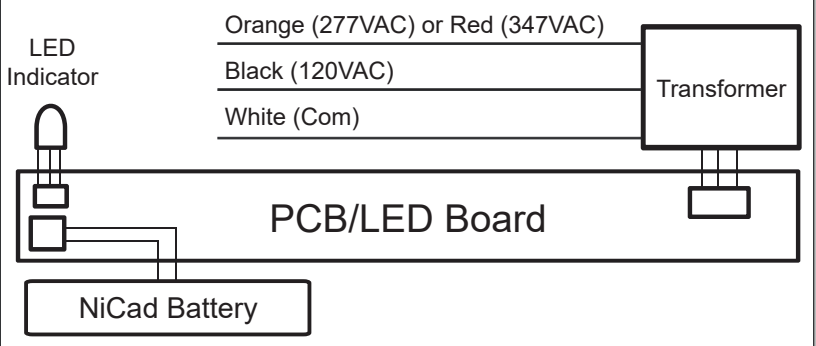 Orange (277VAC) or Red (347VAC)
LED
Indicator
Black (120VAC)
Transformer
White (Com)
PCB/LED Board
NiCad Battery